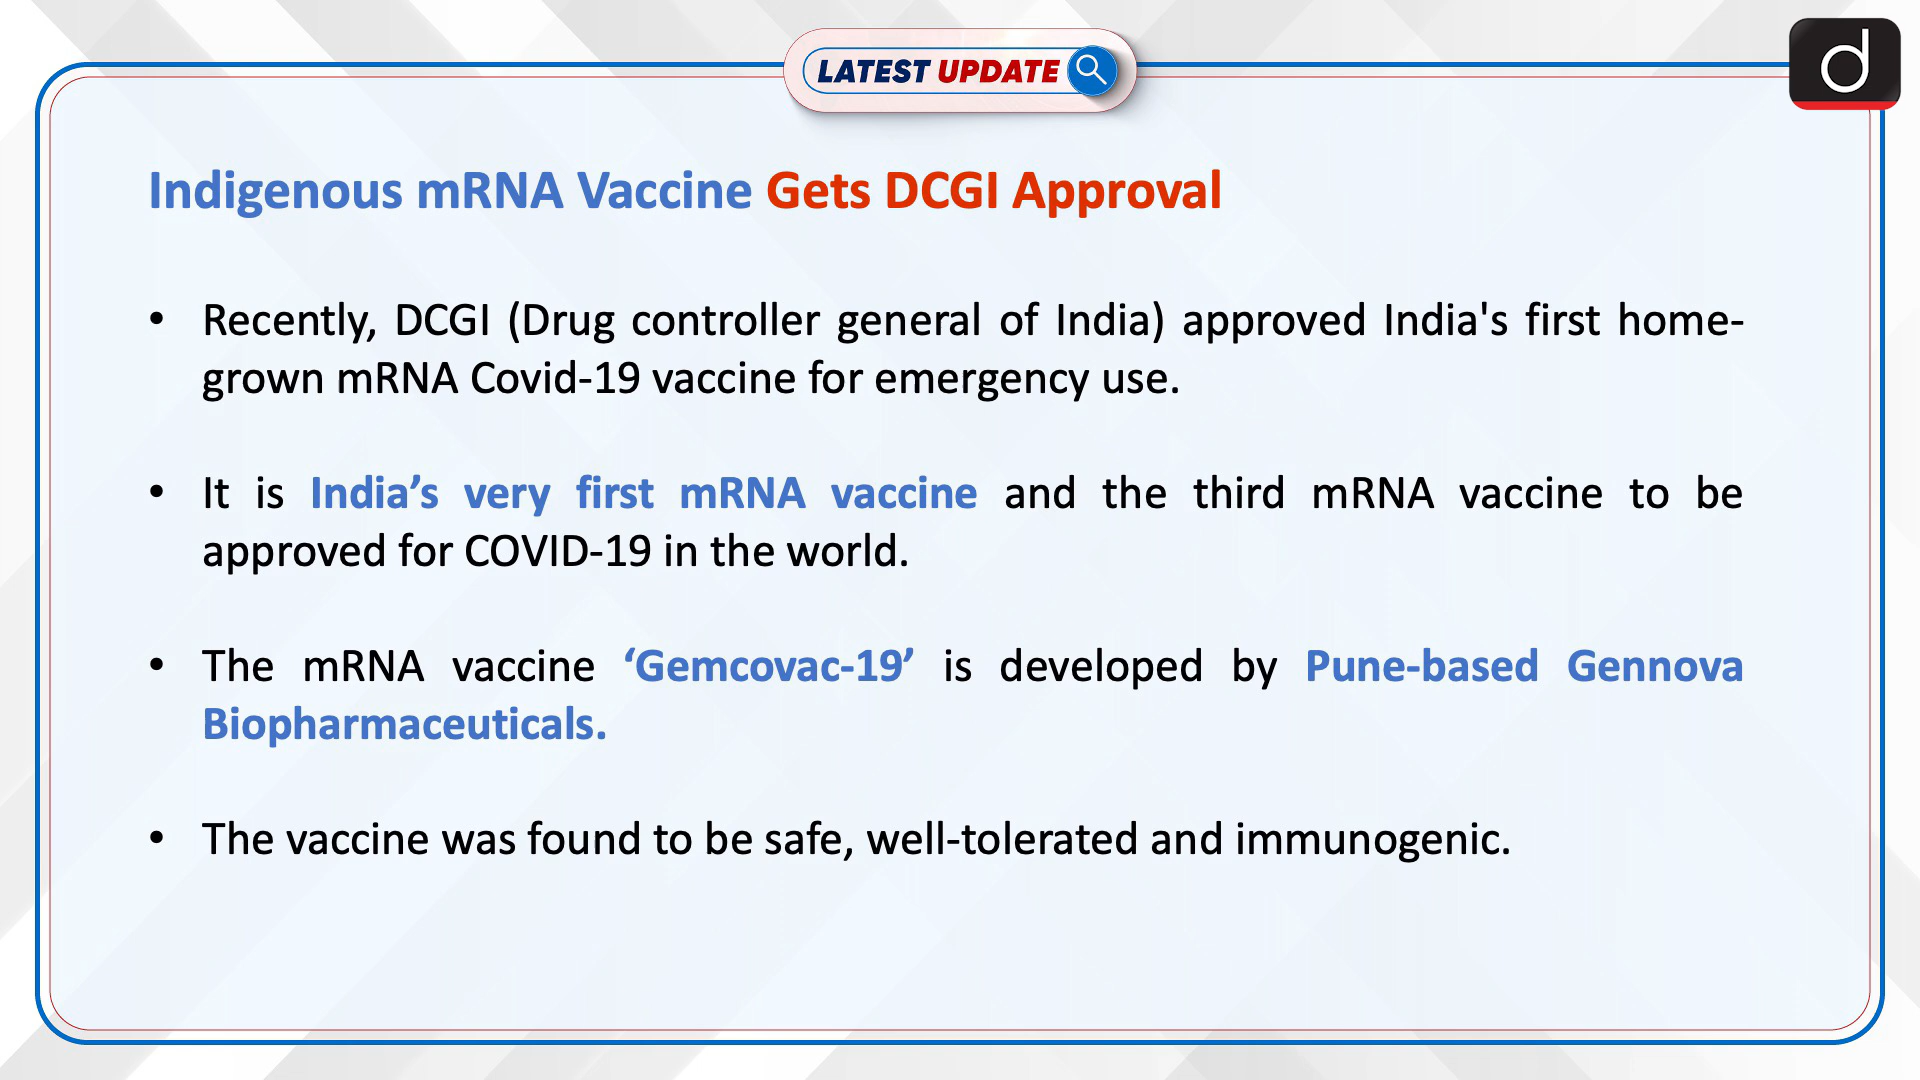 LATEST UPDATE
d
Indigenous mRNA Vaccine Gets DCGI Approval
• Recently, DCGI (Drug controller general of India) approved India's first home-
grown mRNA Covid-19 vaccine for emergency use.
• It is India’s very first mRNA vaccine and the third mRNA vaccine to be
approved for COVID-19 in the world.
• The mRNA vaccine ‘Gemcovac-19’ is developed by Pune-based Gennova
Biopharmaceuticals.
• The vaccine was found to be safe, well-tolerated and immunogenic.